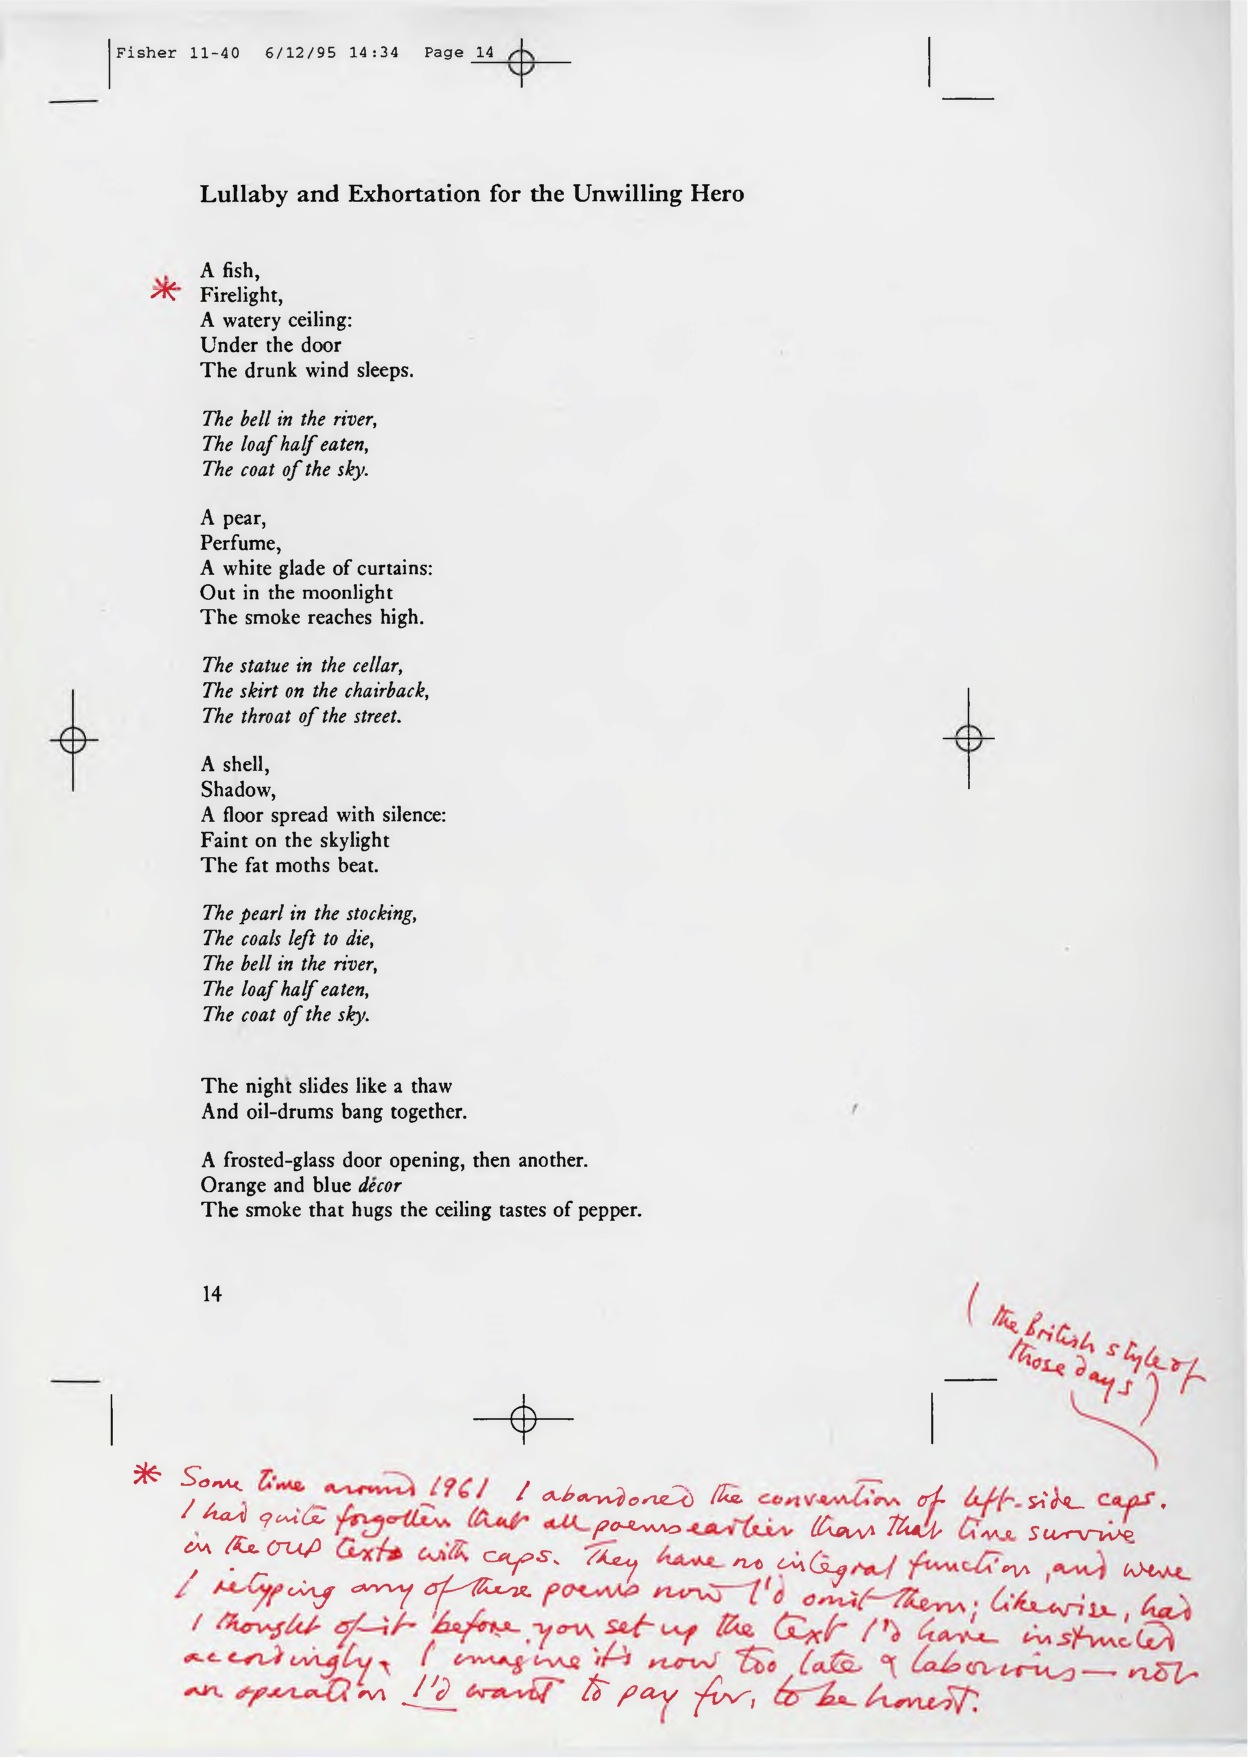 Fisher 11-40 6/12/95 14:34 Page 14
Lullaby and Exhortation for the Unwilling Hero
A fish,
* Firelight,
A watery ceiling:
Under the door
The drunk wind sleeps.
The bell in the river,
The loaf half eaten,
The coat of the sky.
A pear,
Perfume,
A white glade of curtains:
Out in the moonlight
The smoke reaches high.
The statue in the cellar,
The skirt on the chairback,
The throat of the street.
A shell,
Shadow,
A floor spread with silence:
Faint on the skylight
The fat moths beat.
The pearl in the stocking,
The coals left to die,
The bell in the river,
The loaf half eaten,
The coat of the sky.
The night slides like a thaw
And oil-drums bang together.
A frosted-glass door opening, then another.
Orange and blue décor
The smoke that hugs the ceiling tastes of pepper.
14
(the British style of
those days)
* Some time around 1961 I abandoned the convention of left-side caps.
I had quite forgotten that all poems earlier than that time survive
in the OUP texts with caps. They have no integral function, and were
I retyping any of these poems now I'd omit them; likewise, had
I thought of it before you set up the text I'd have instructed
accordingly. I imagine it's now too late & laborious — not
an operation I'd want to pay for, to be honest.